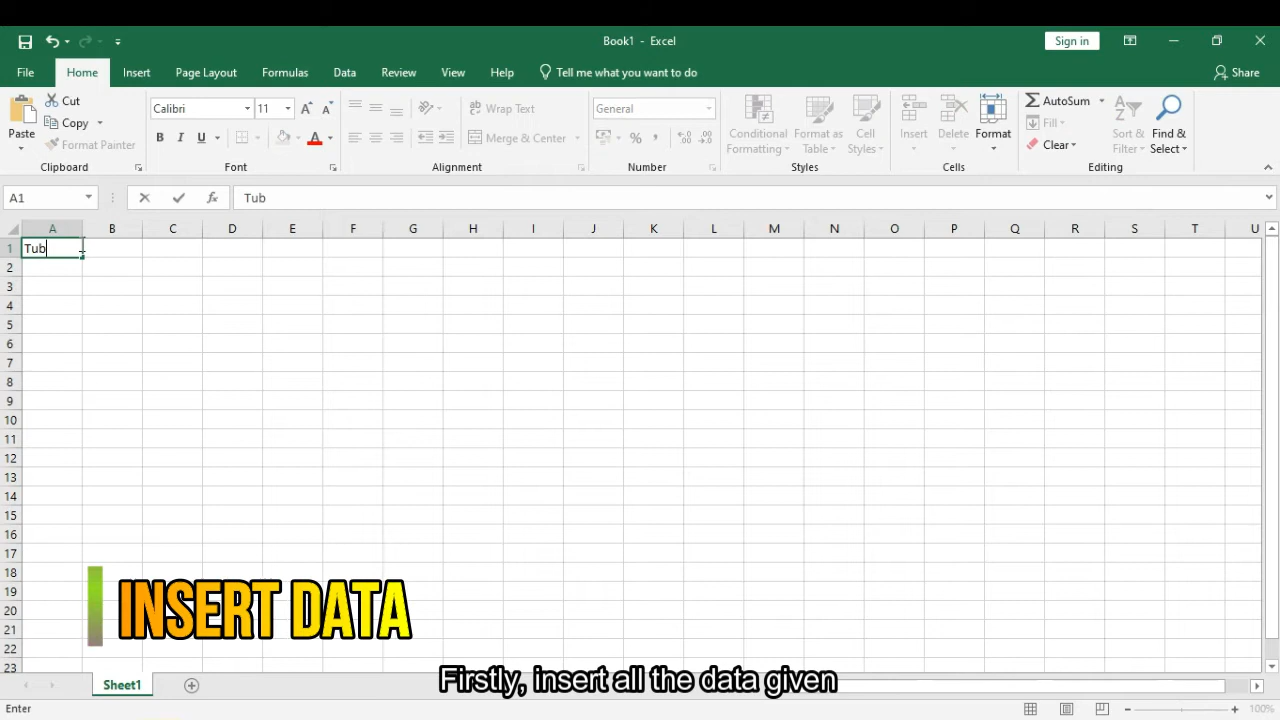 Book1 - Excel
Sign in
File Home Insert Page Layout Formulas Data Review View Help Tell me what you want to do Share
Paste
Cut
Copy
Format Painter
Clipboard
Calibri 11
B I U
Font
Wrap Text
Merge & Center
Alignment
General
Number
Conditional Formatting
Format as Table
Cell Styles
Styles
Insert Delete Format
Cells
AutoSum
Fill
Clear
Sort & Filter
Find & Select
Editing
A1 fx Tub
A B C D E F G H I J K L M N O P Q R S T U
1 Tub
2
3
4
5
6
7
8
9
10
11
12
13
14
15
16
17
18
19
20
21
22
23
INSERT DATA
Firstly, insert all the data given
Sheet1
Enter
100%